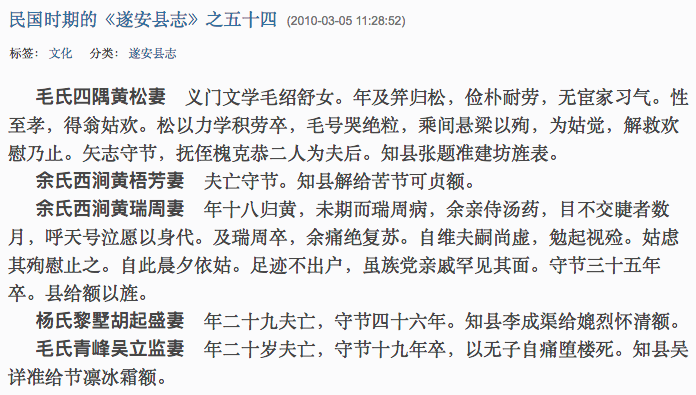 民国时期的《遂安县志》之五十四 (2010-03-05 11:28:52)
标签： 文化 分类： 遂安县志
毛氏四隅黄松妻 义门文学毛绍舒女。年及笄归松，俭朴耐劳，无宦家习气。性
至孝，得翁姑欢。松以力学积劳卒，毛号哭绝粒，乘间悬梁以殉，为姑觉，解救欢
慰乃止。矢志守节，抚侄槐克恭二人为夫后。知县张题准建坊旌表。
余氏西涧黄梧芳妻 夫亡守节。知县解给苦节可贞额。
余氏西涧黄瑞周妻 年十八归黄，未期而瑞周病，余亲侍汤药，目不交睫者数
月，呼天号泣愿以身代。及瑞周卒，余痛绝复苏。自维夫嗣尚虚，勉起视殓。姑虑
其殉慰止之。自此晨夕依姑。足迹不出户，虽族党亲戚罕见其面。守节三十五年
卒。县给额以旌。
杨氏黎墅胡起盛妻 年二十九夫亡，守节四十六年。知县李成渠给媲烈怀清额。
毛氏青峰吴立监妻 年二十岁夫亡，守节十九年卒，以无子自痛堕楼死。知县吴
详准给节凛冰霜额。